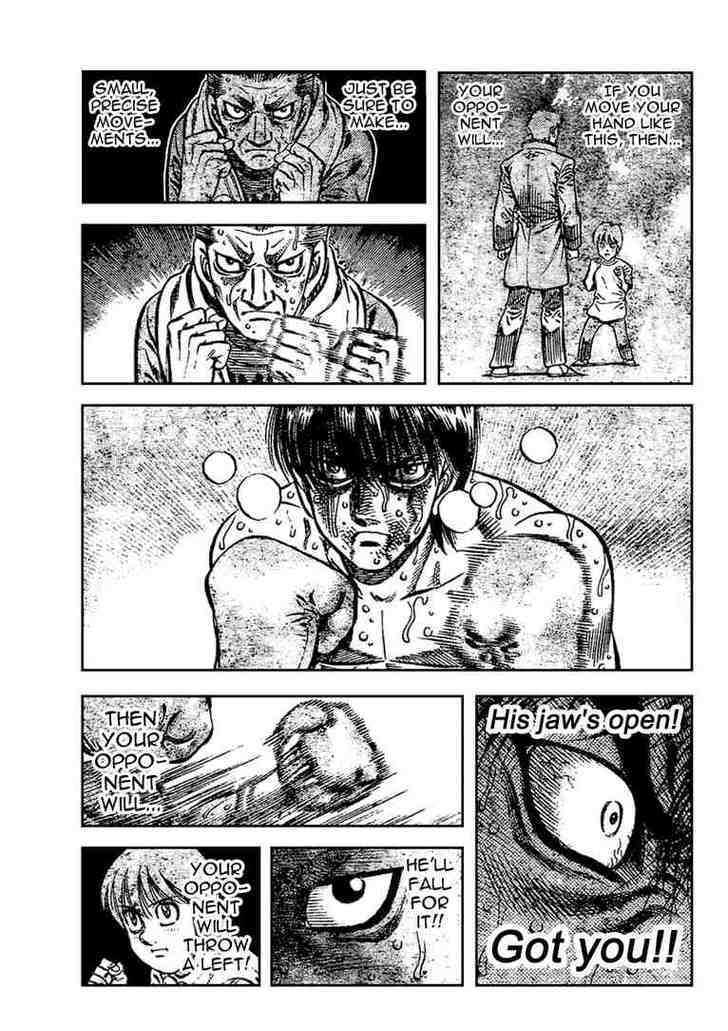 IF YOU
MOVE YOUR
HAND LIKE
THIS, THEN...
YOUR
OPPO-
NENT
WILL...
JUST BE
SURE TO
MAKE...
SMALL,
PRECISE
MOVE-
MENTS...
His jaw's open!
Got you!!
THEN
YOUR
OPPO-
NENT
WILL...
HE'LL
FALL
FOR
IT!!
YOUR
OPPO-
NENT
WILL
THROW
A LEFT!